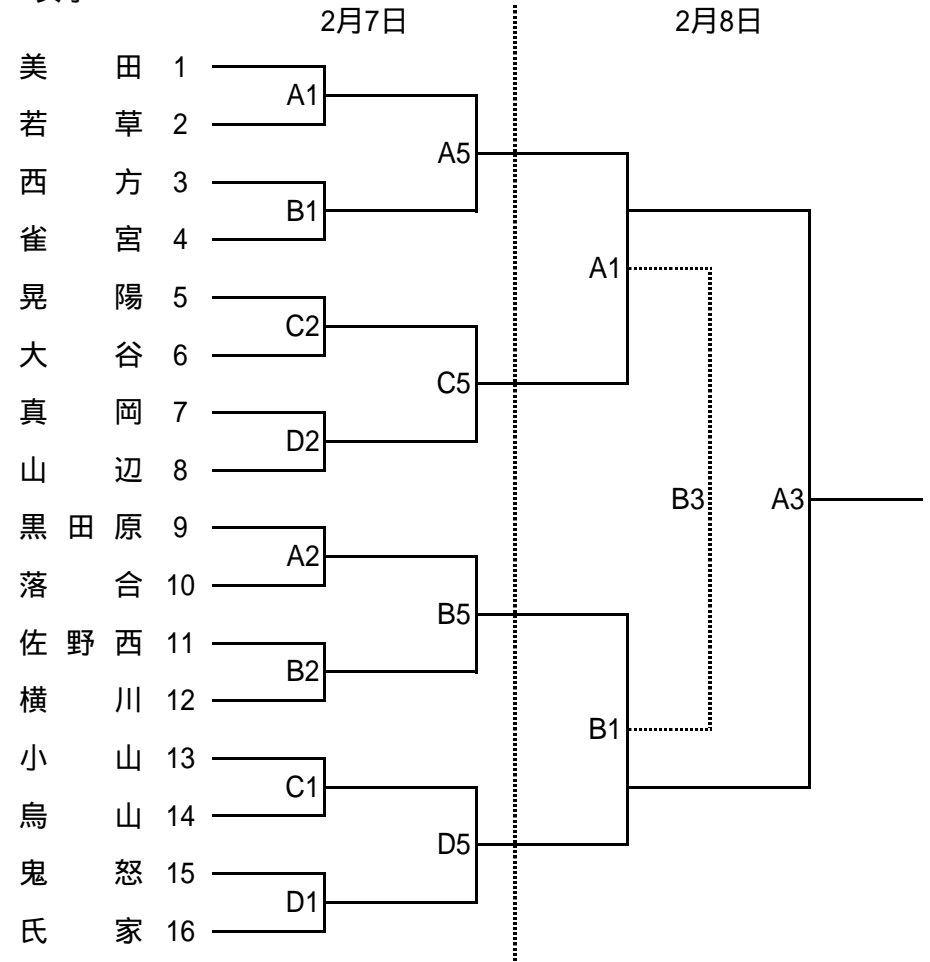 2月7日 2月8日
美田 1
A1
若草 2
A5
西方 3
B1
雀宮 4
A1
晃陽 5
C2
大谷 6
C5
真岡 7
D2
山辺 8
B3 A3
黒田原 9
A2
落合 10
B5
佐野西 11
B2
横川 12
B1
小山 13
C1
烏山 14
D5
鬼怒 15
D1
氏家 16